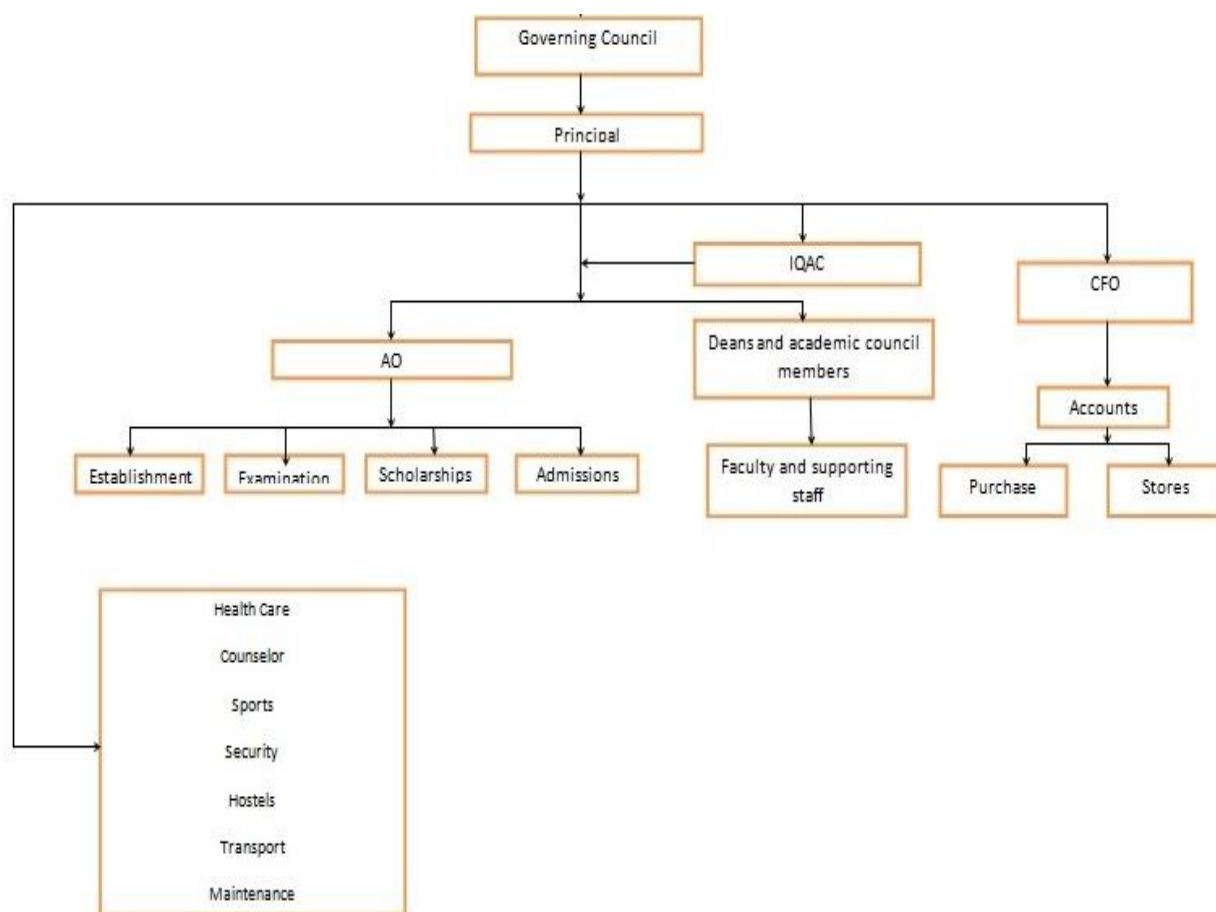 Governing Council
Principal
IQAC
CFO
Deans and academic council
members
AO
Accounts
Establishment
Examination
Scholarships
Admissions
Faculty and supporting
staff
Purchase
Stores
Health Care
Counselor
Sports
Security
Hostels
Transport
Maintenance